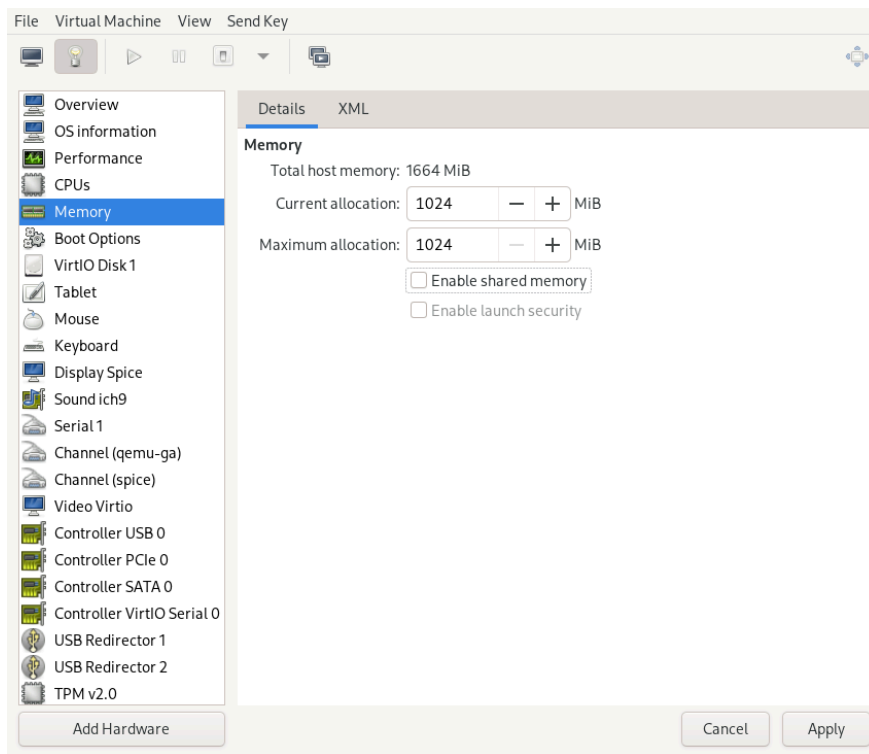 File Virtual Machine View Send Key
Overview
OS information
Performance
CPUs
Memory
Boot Options
VirtIO Disk 1
Tablet
Mouse
Keyboard
Display Spice
Sound ich9
Serial 1
Channel (qemu-ga)
Channel (spice)
Video Virtio
Controller USB 0
Controller PCIe 0
Controller SATA 0
Controller VirtIO Serial 0
USB Redirector 1
USB Redirector 2
TPM v2.0
Add Hardware
Details XML
Memory
Total host memory: 1664 MiB
Current allocation: 1024 MiB
Maximum allocation: 1024 MiB
Enable shared memory
Enable launch security
Cancel Apply